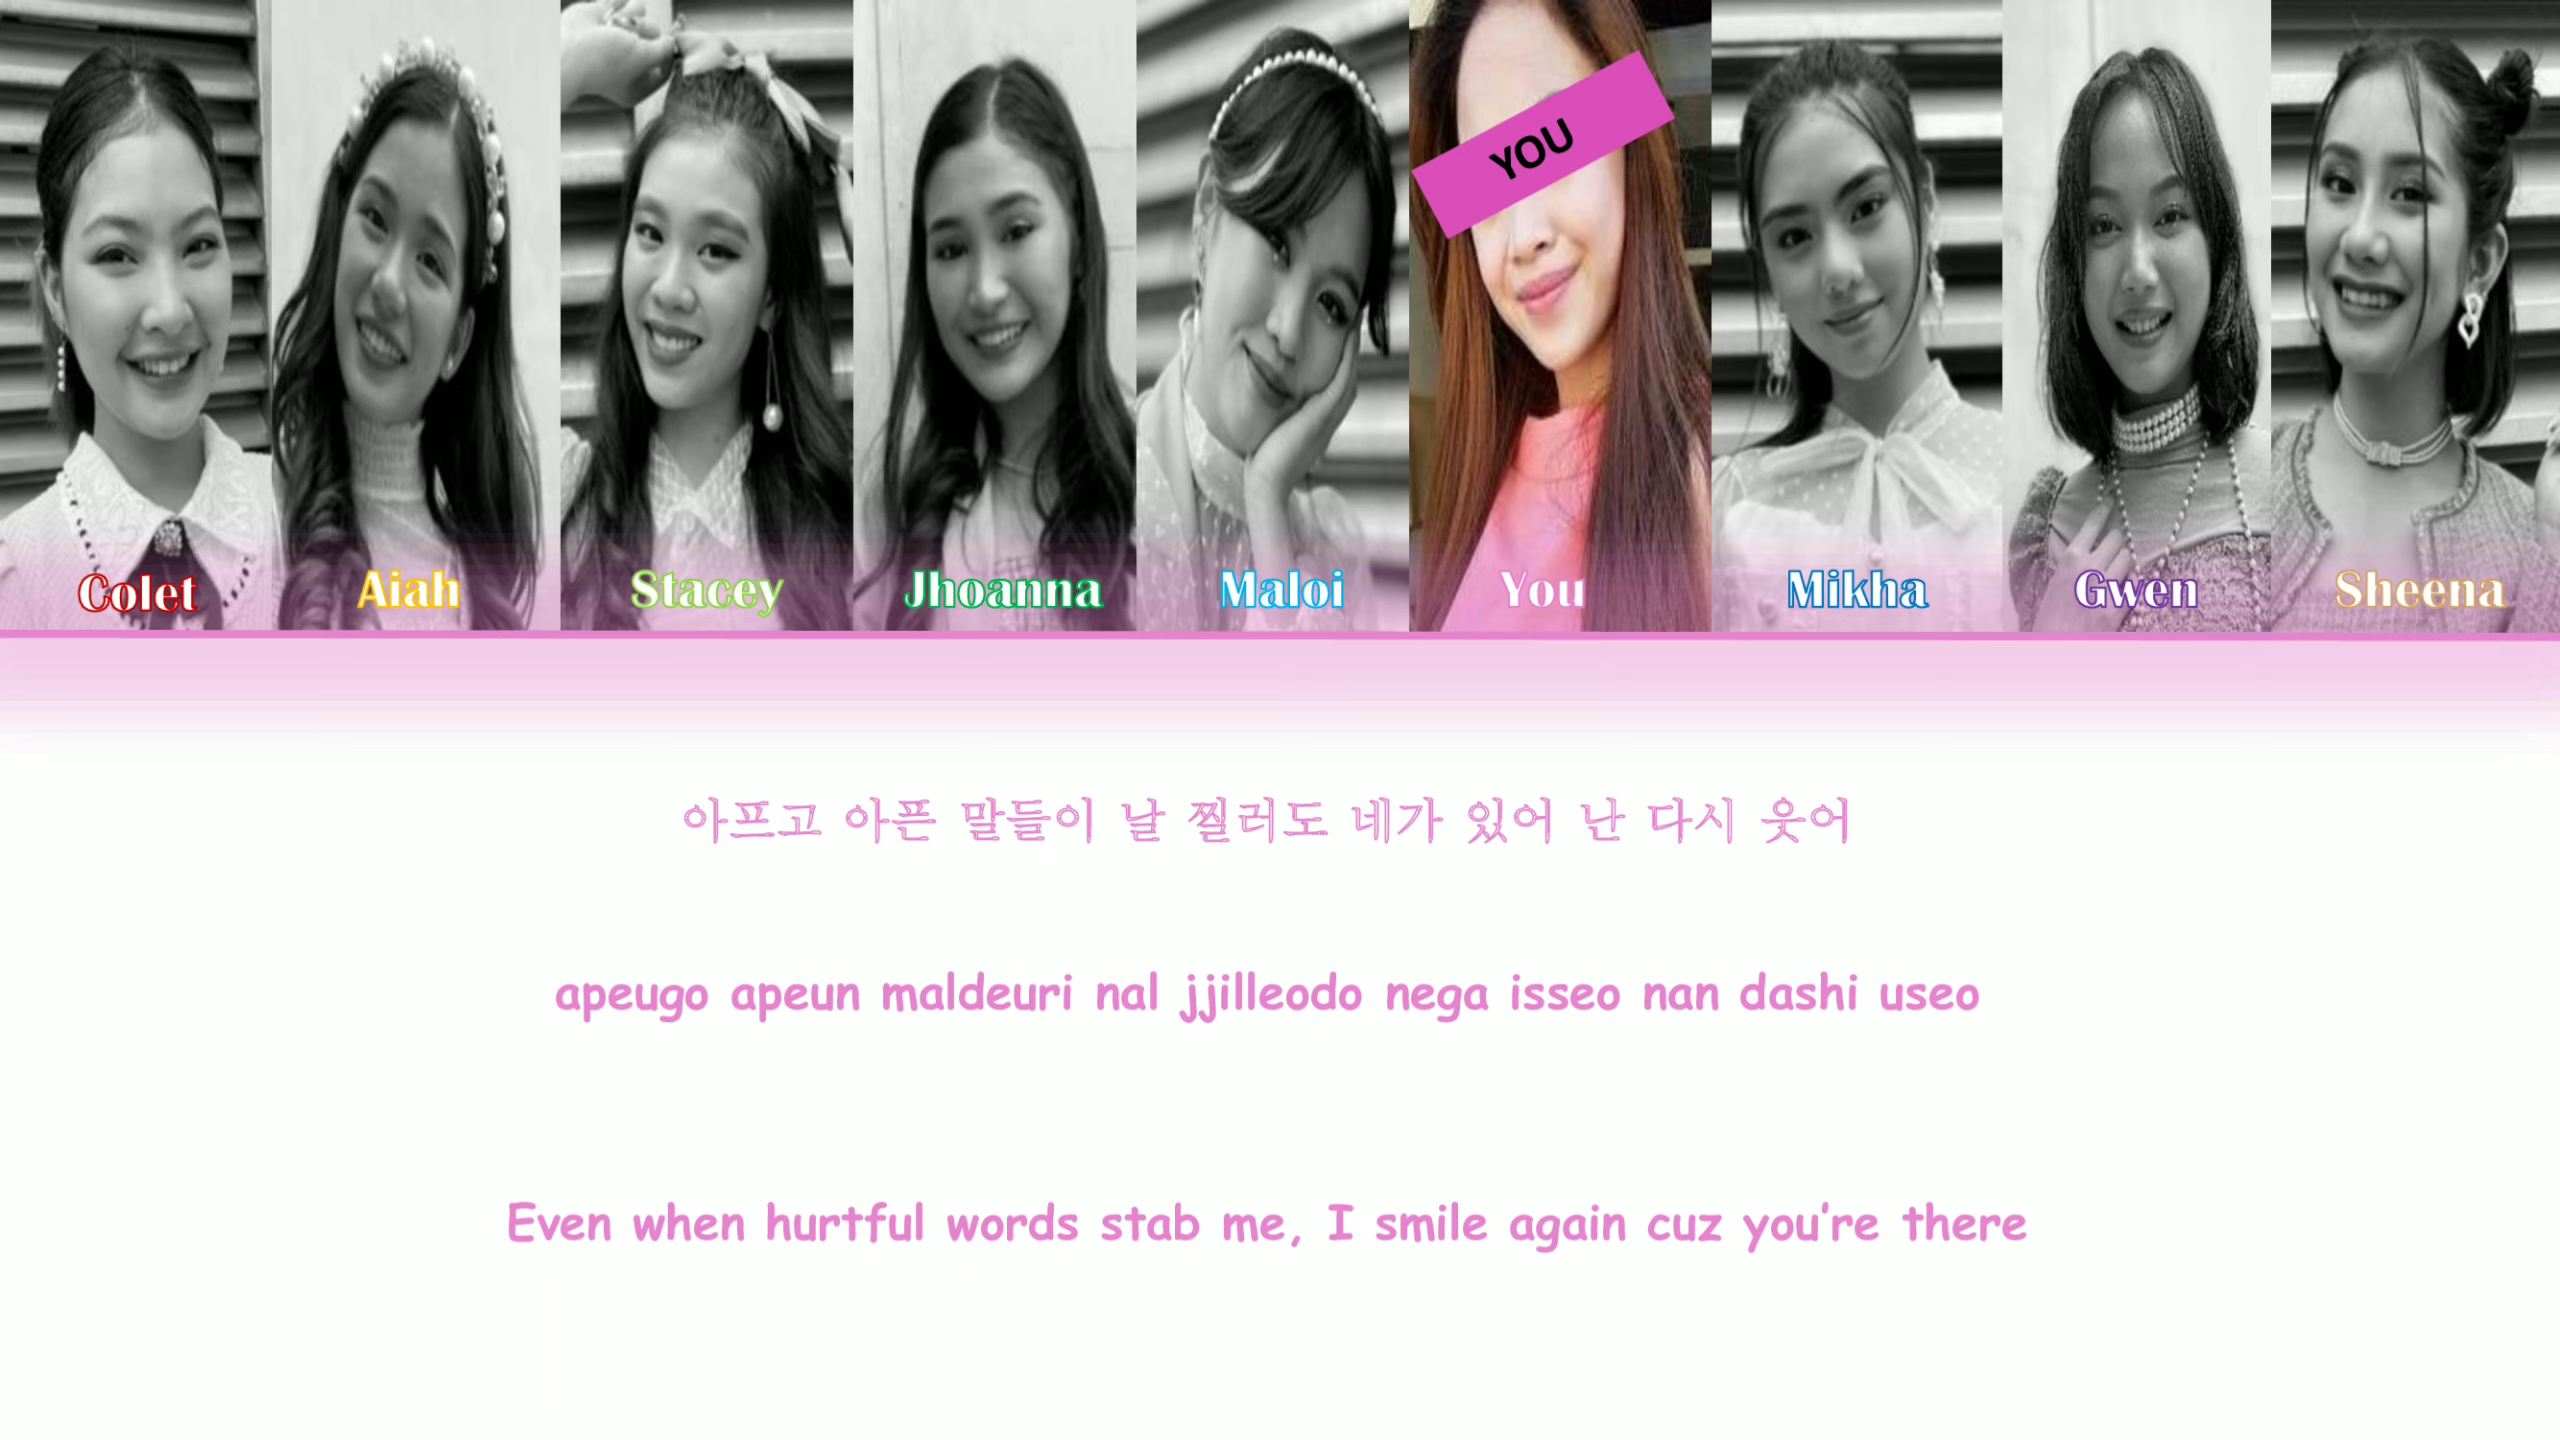 YOU
Colet Aiah Stacey Jhoanna Maloi You Mikha Gwen Sheena
아프고 아픈 말들이 날 찔러도 네가 있어 난 다시 웃어
apeugo apeun maldeuri nal jjilleodo nega isseo nan dashi useo
Even when hurtful words stab me, I smile again cuz you’re there